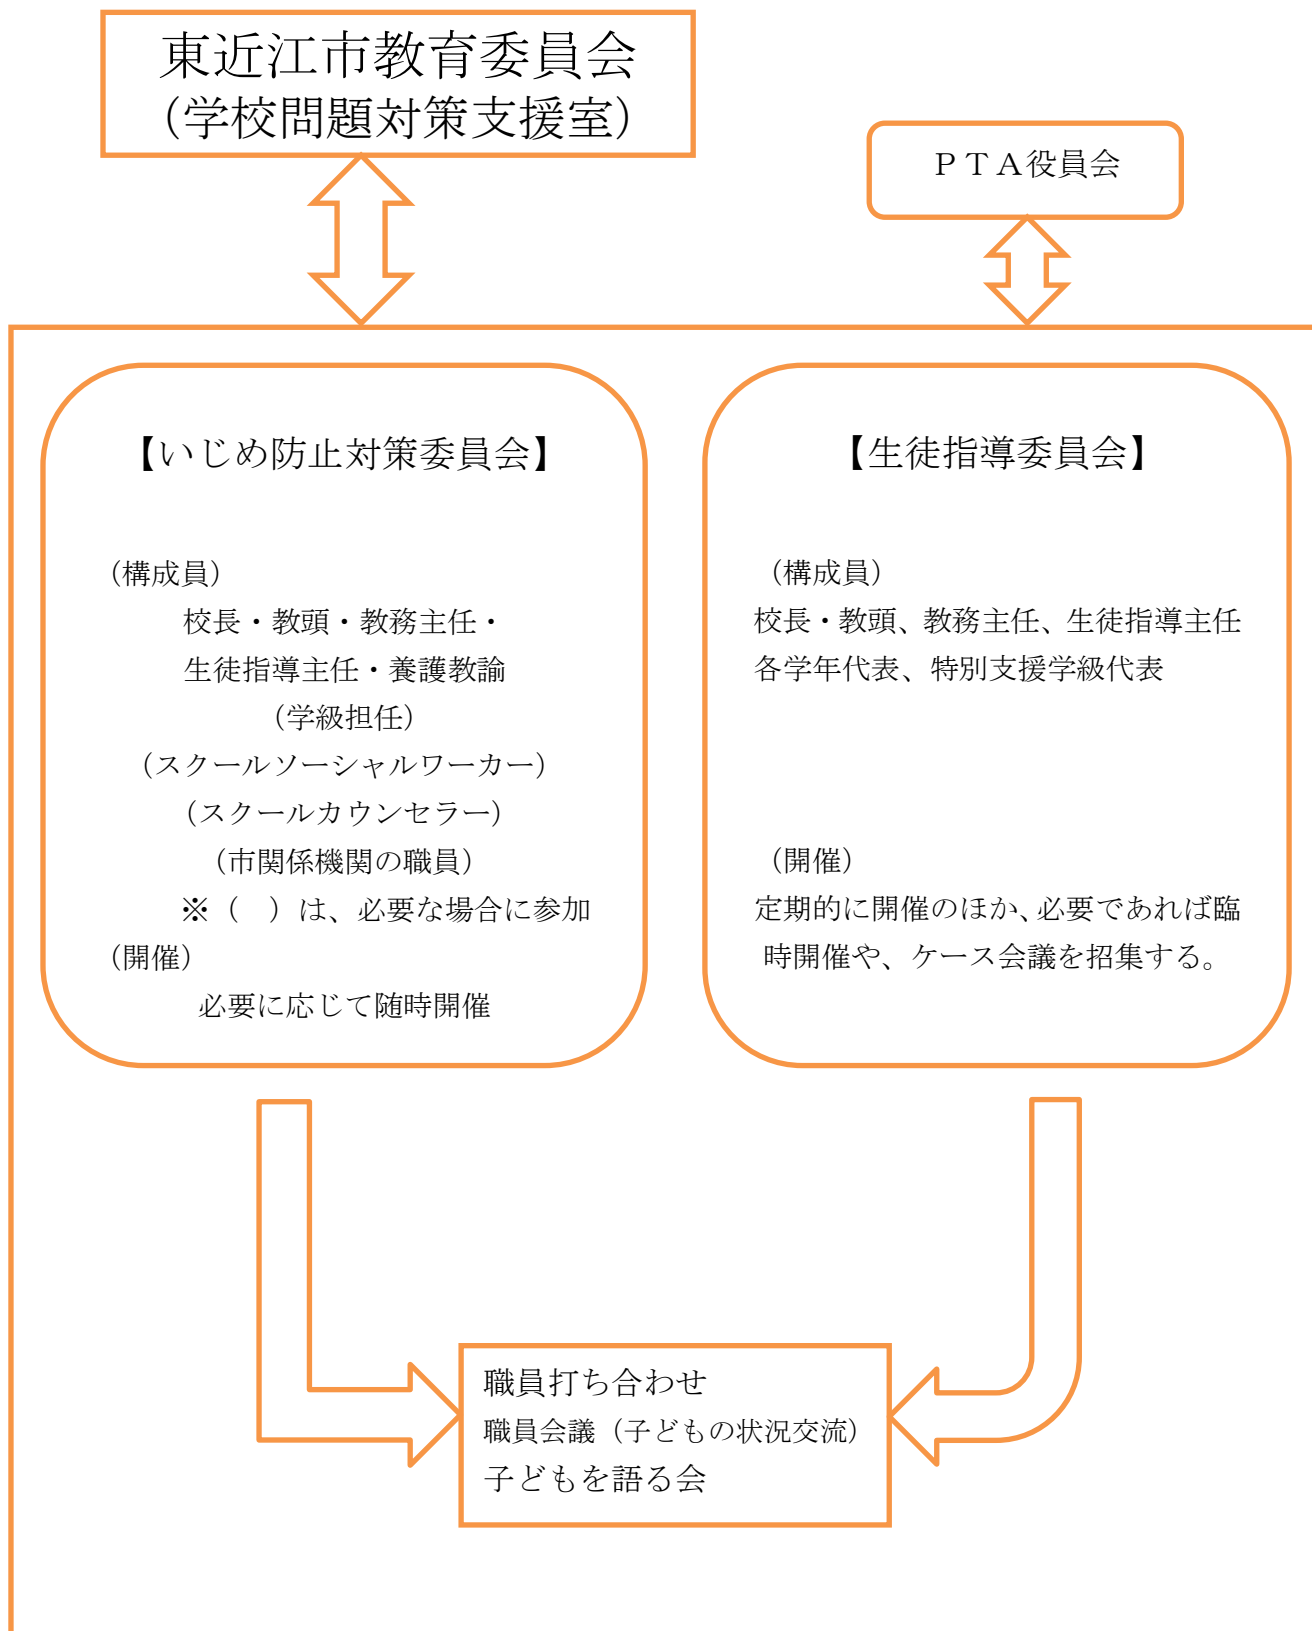 東近江市教育委員会
(学校問題対策支援室)
ＰＴＡ役員会
【いじめ防止対策委員会】
(構成員)
校長・教頭・教務主任・
生徒指導主任・養護教諭
(学級担任)
(スクールソーシャルワーカー)
(スクールカウンセラー)
(市関係機関の職員)
※（　）は、必要な場合に参加
(開催)
必要に応じて随時開催
【生徒指導委員会】
(構成員)
校長・教頭、教務主任、生徒指導主任
各学年代表、特別支援学級代表
(開催)
定期的に開催のほか、必要であれば臨
時開催や、ケース会議を招集する。
職員打ち合わせ
職員会議（子どもの状況交流）
子どもを語る会